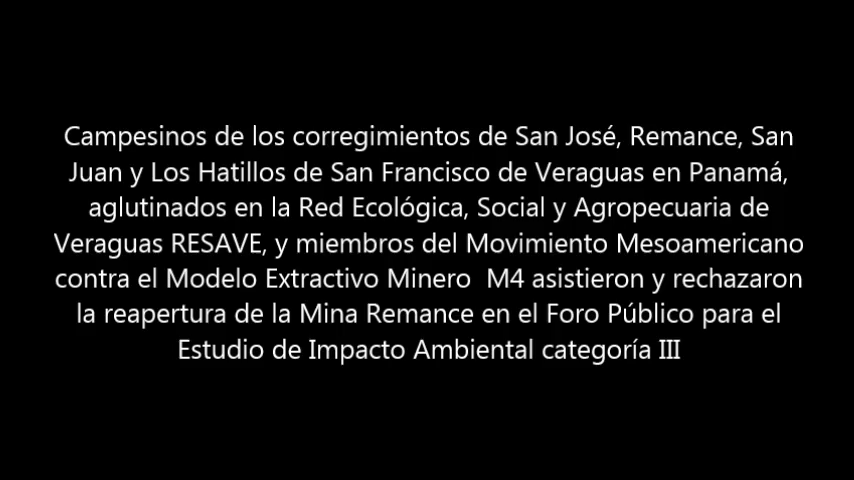 Campesinos de los corregimientos de San José, Remance, San
Juan y Los Hatillos de San Francisco de Veraguas en Panamá,
aglutinados en la Red Ecológica, Social y Agropecuaria de
Veraguas RESAVE, y miembros del Movimiento Mesoamericano
contra el Modelo Extractivo Minero  M4 asistieron y rechazaron
la reapertura de la Mina Remance en el Foro Público para el
Estudio de Impacto Ambiental categoría III